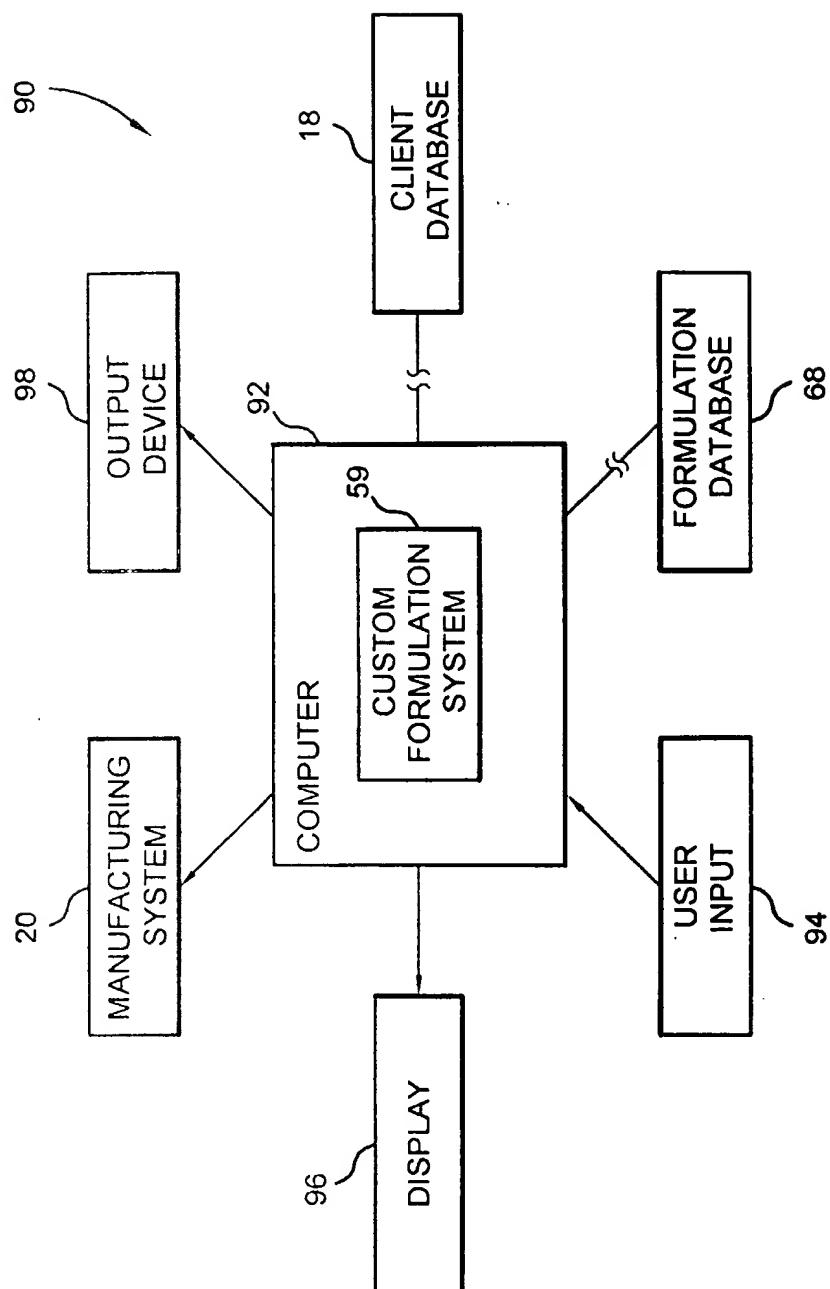 90
20
MANUFACTURING
SYSTEM
98
OUTPUT
DEVICE
92
COMPUTER
59
CUSTOM
FORMULATION
SYSTEM
18
CLIENT
DATABASE
96
DISPLAY
USER
INPUT
94
FORMULATION
DATABASE
68